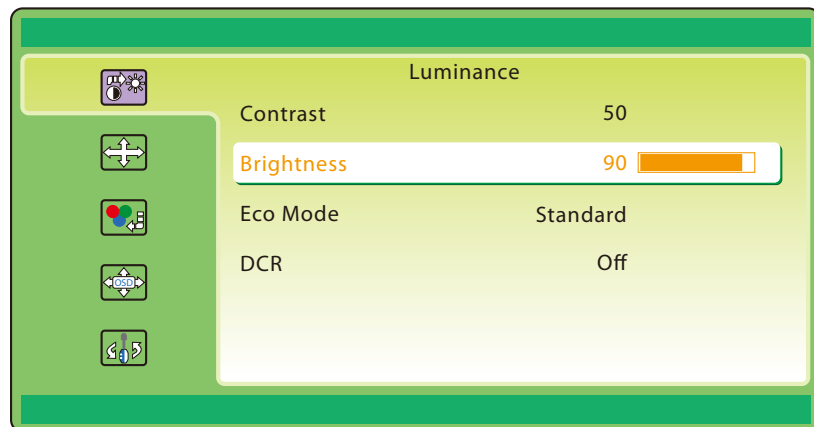 Luminance
Contrast 50
Brightness 90
Eco Mode Standard
DCR Off
OSD